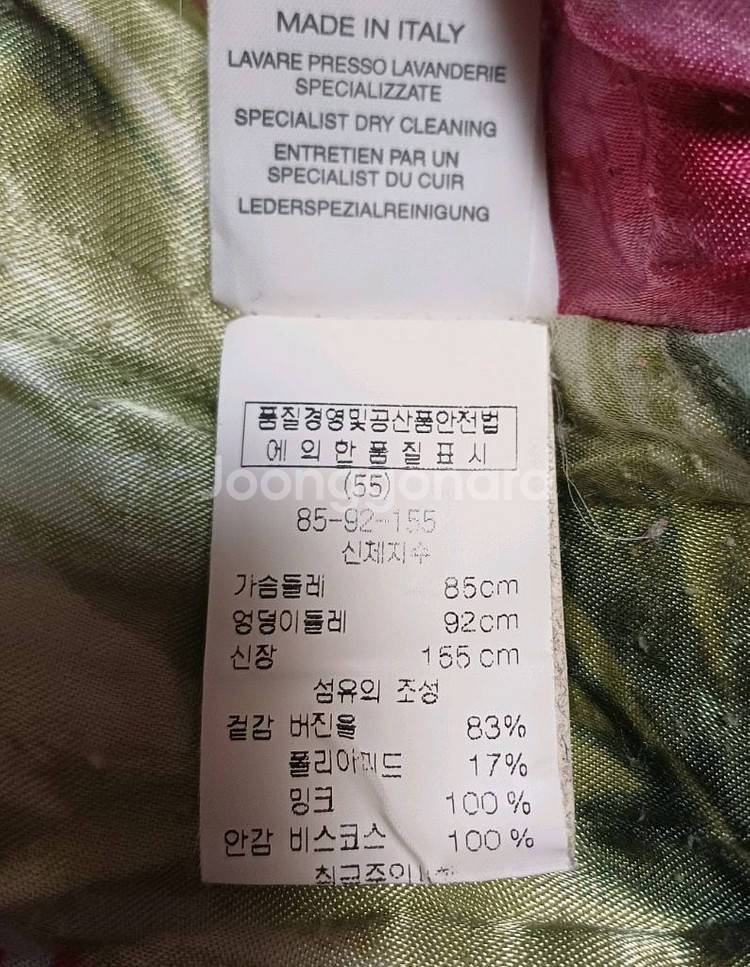 MADE IN ITALY
LAVARE PRESSO LAVANDERIE
SPECIALIZZATE
SPECIALIST DRY CLEANING
ENTRETIEN PAR UN
SPECIALIST DU CUIR
LEDERSPEZIALREINIGUNG
품질경영및공산품안전법
에 의 한 품 질 표 시
(55)
Joonggonara
85-92-155
신체지수
가슴둘레 85cm
엉덩이둘레 92cm
신장 155cm
섬유의 조성
겉감 버진울 83%
폴리아미드 17%
밍크 100%
안감 비스코스 100%